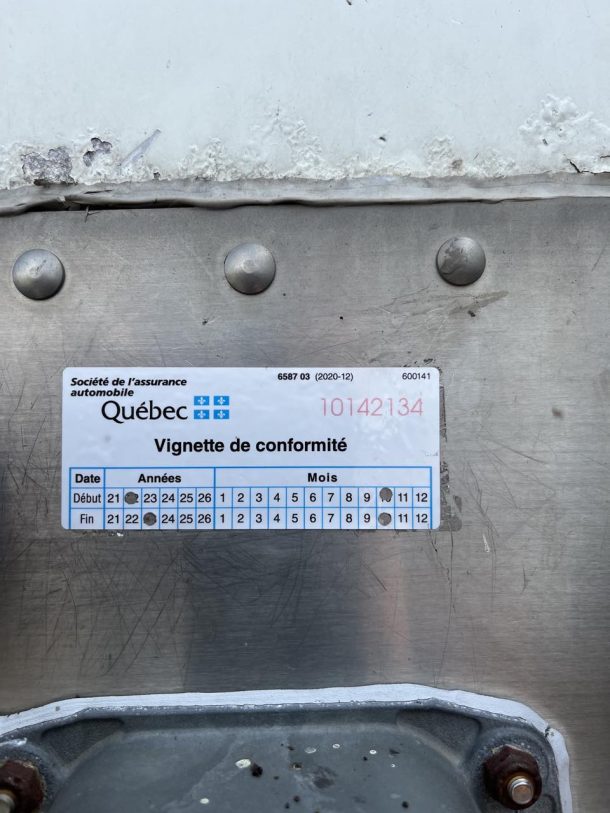 Société de l'assurance 6587 03 (2020-12) 600141
automobile
Québec 10142134
Vignette de conformité
Date Années Mois
Début 21 23 24 25 26 1 2 3 4 5 6 7 8 9 11 12
Fin 21 22 24 25 26 1 2 3 4 5 6 7 8 9 11 12